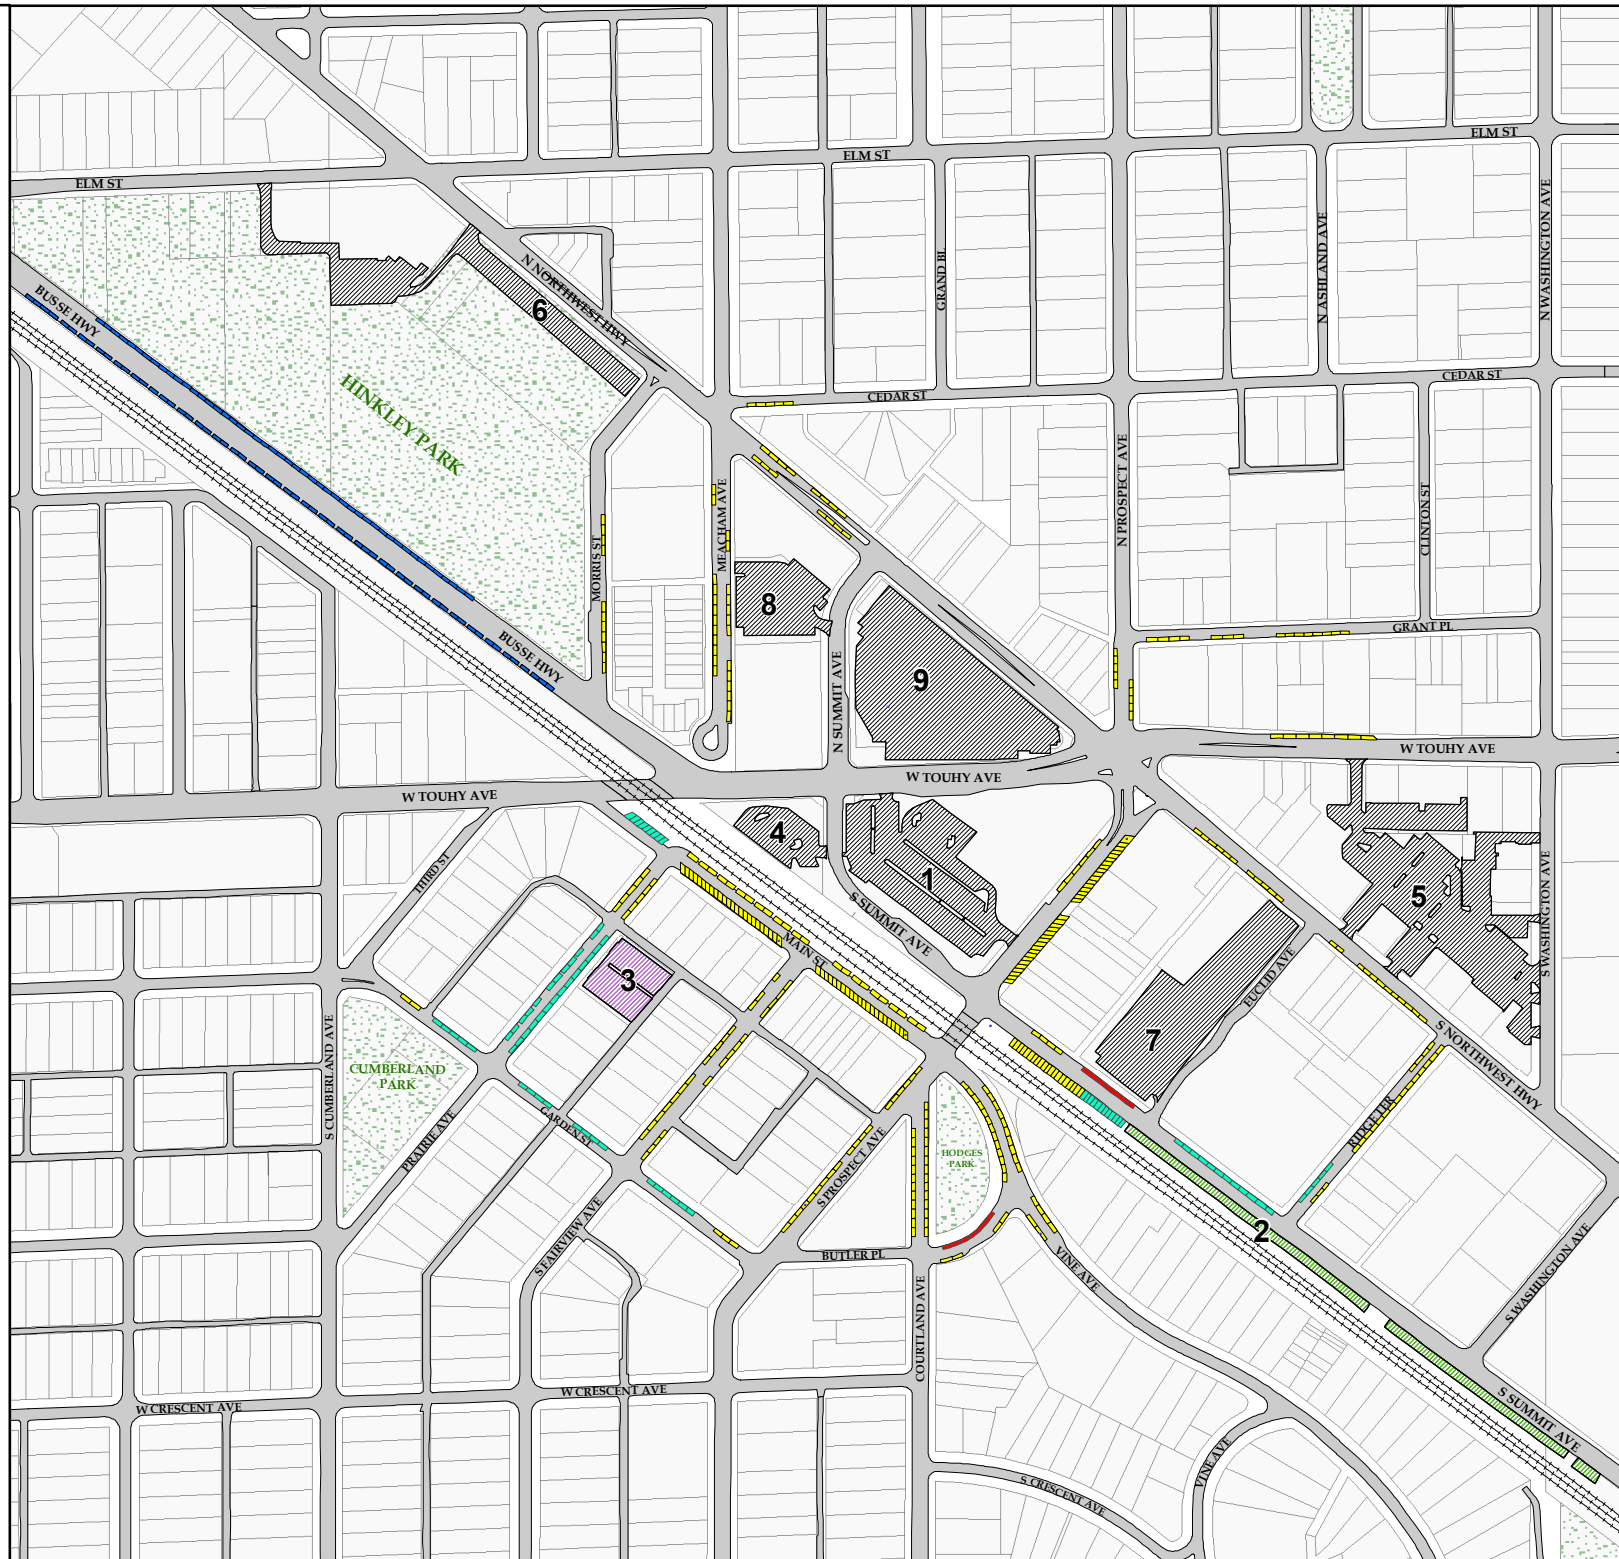 ELM ST
ELM ST
ELM ST
BUSSE HWY
N NORTHWEST HWY
6
GRAND BL
N ASHLAND AVE
N WASHINGTON AVE
HINKLEY PARK
CEDAR ST
CEDAR ST
MORRIS ST
MEACHAM AVE
N PROSPECT AVE
CLINTON ST
8
BUSSE HWY
N SUMMIT AVE
9
GRANT PL
W TOUHY AVE
W TOUHY AVE
W TOUHY AVE
4
1
5
THIRD ST
S SUMMIT AVE
MAIN ST
3
EUCLID AVE
S WASHINGTON AVE
7
S NORTHWEST HWY
S CUMBERLAND AVE
CUMBERLAND
PARK
PRAIRIE AVE
GARDEN ST
S PROSPECT AVE
HODGES
PARK
RIDGE TER
2
S FAIRVIEW AVE
BUTLER PL
VINE AVE
S WASHINGTON AVE
COURTLAND AVE
W CRESCENT AVE
W CRESCENT AVE
S SUMMIT AVE
VINE AVE
S CRESCENT AVE